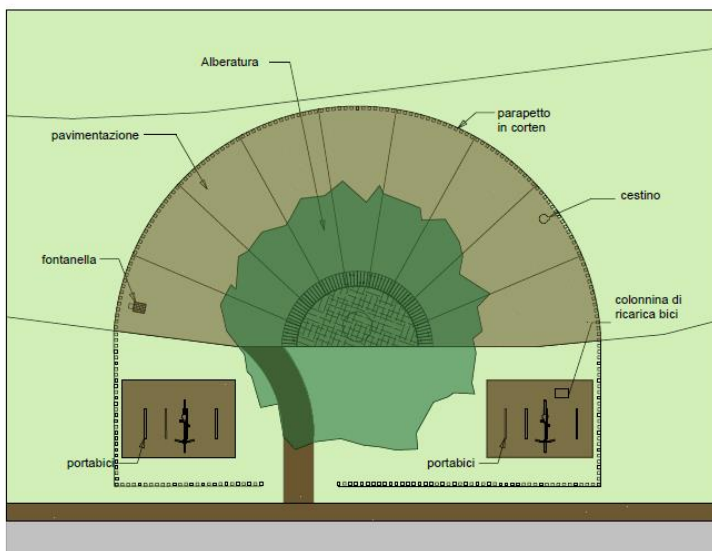 Alberatura
parapetto
in corten
pavimentazione
cestino
fontanella
colonnina di
ricarica bici
portabici
portabici